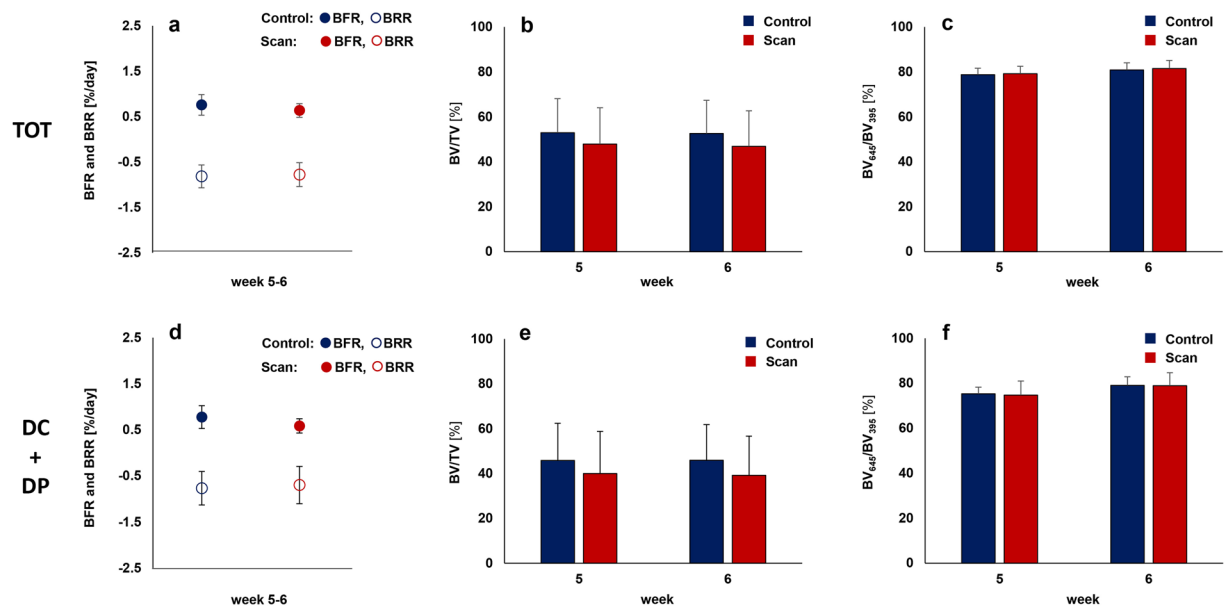 TOT
a
Control: BFR, BRR
Scan: BFR, BRR
BFR and BRR [%/day]
2.5
1.5
0.5
-0.5
-1.5
-2.5
week 5-6
b
Control
Scan
BV/TV [%]
100
80
60
40
20
0
5 6
week
c
Control
Scan
BV645/BV395 [%]
100
80
60
40
20
0
5 6
week
DC
+
DP
d
Control: BFR, BRR
Scan: BFR, BRR
BFR and BRR [%/day]
2.5
1.5
0.5
-0.5
-1.5
-2.5
week 5-6
e
Control
Scan
BV/TV [%]
100
80
60
40
20
0
5 6
week
f
Control
Scan
BV645/BV395 [%]
100
80
60
40
20
0
5 6
week